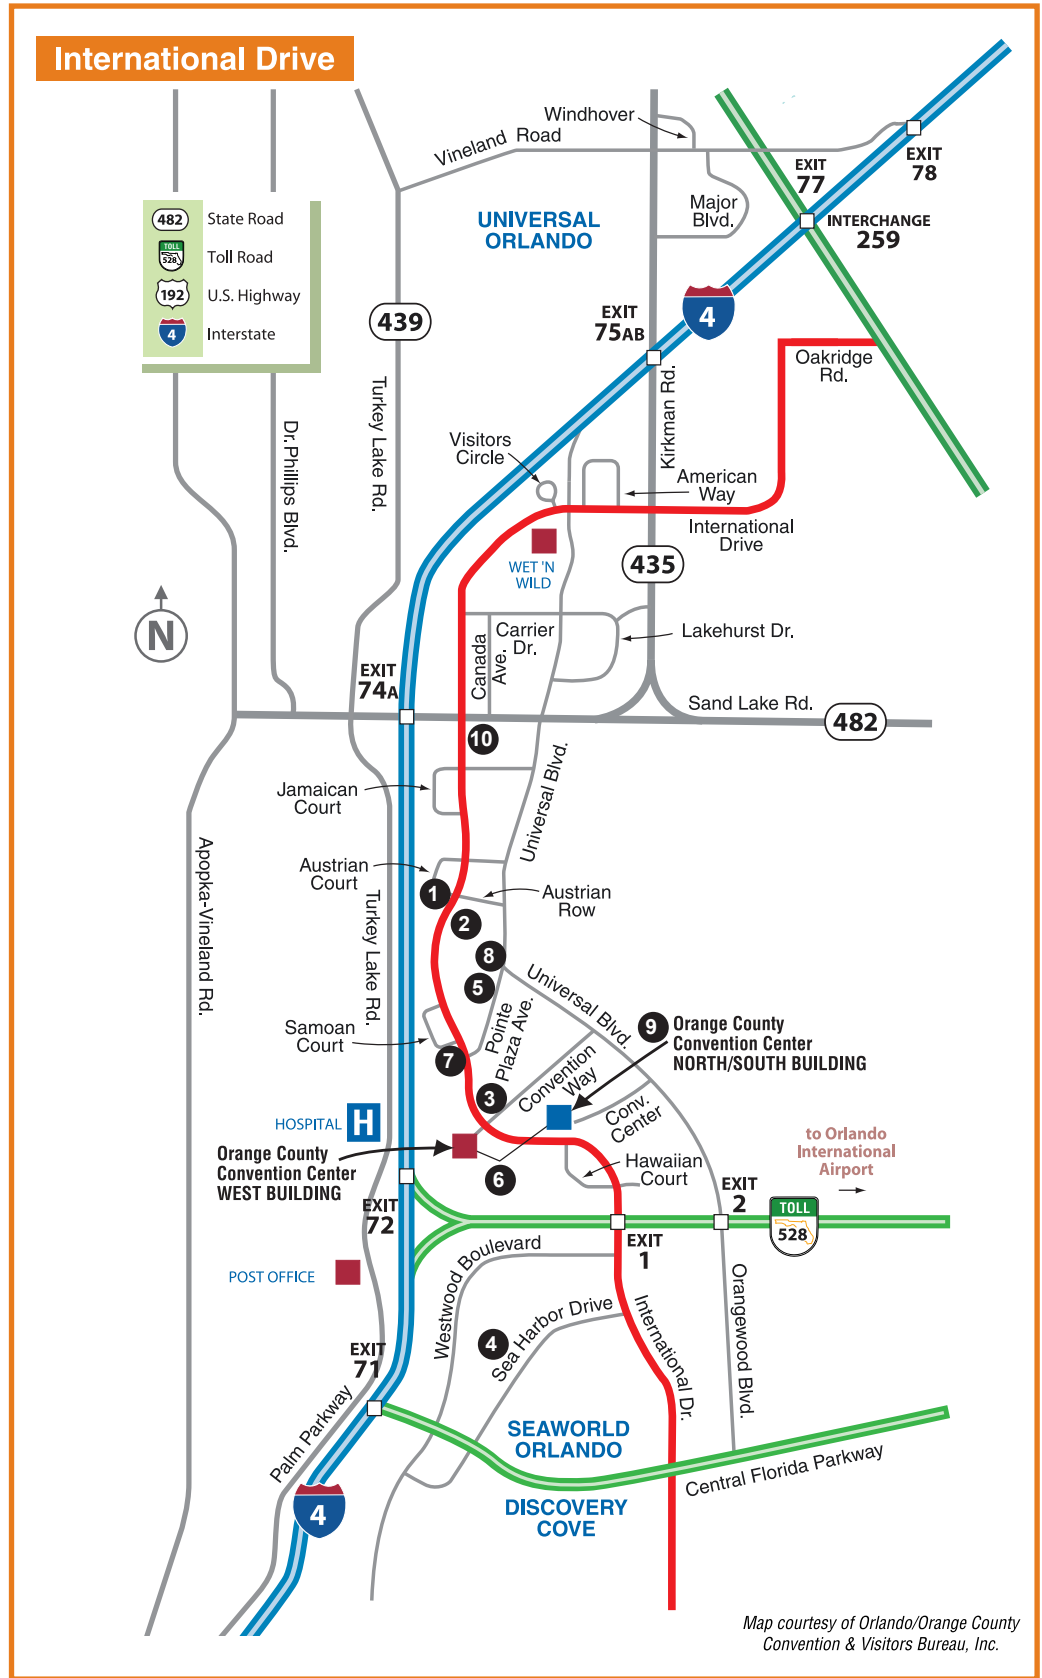 International Drive
Windhover
Vineland Road
EXIT
78
EXIT
77
482 State Road
TOLL
528
Toll Road
192 U.S. Highway
4 Interstate
UNIVERSAL
ORLANDO
Major
Blvd.
INTERCHANGE
259
439
EXIT
75AB
4
Oakridge
Rd.
Turkey Lake Rd.
Dr. Phillips Blvd.
Kirkman Rd.
Visitors
Circle
American
Way
International
Drive
WET 'N
WILD
435
N
Carrier
Dr.
Canada
Ave.
Lakehurst Dr.
EXIT
74A
Sand Lake Rd.
482
10
Jamaican
Court
Universal Blvd.
Apopka-Vineland Rd.
Austrian
Court
1
Austrian
Row
Turkey Lake Rd.
2
8
5
Universal Blvd.
Samoan
Court
Pointe
Plaza Ave.
7
9 Orange County
Convention Center
NORTH/SOUTH BUILDING
Convention
Way
3
Conv.
Center
HOSPITAL H
Orange County
Convention Center
WEST BUILDING
6
Hawaiian
Court
to Orlando
International
Airport
EXIT
72
EXIT
2
TOLL
528
EXIT
1
POST OFFICE
Westwood Boulevard
Sea Harbor Drive
4
International Dr.
Orangewood Blvd.
EXIT
71
Palm Parkway
SEAWORLD
ORLANDO
Central Florida Parkway
4
DISCOVERY
COVE
Map courtesy of Orlando/Orange County
Convention & Visitors Bureau, Inc.